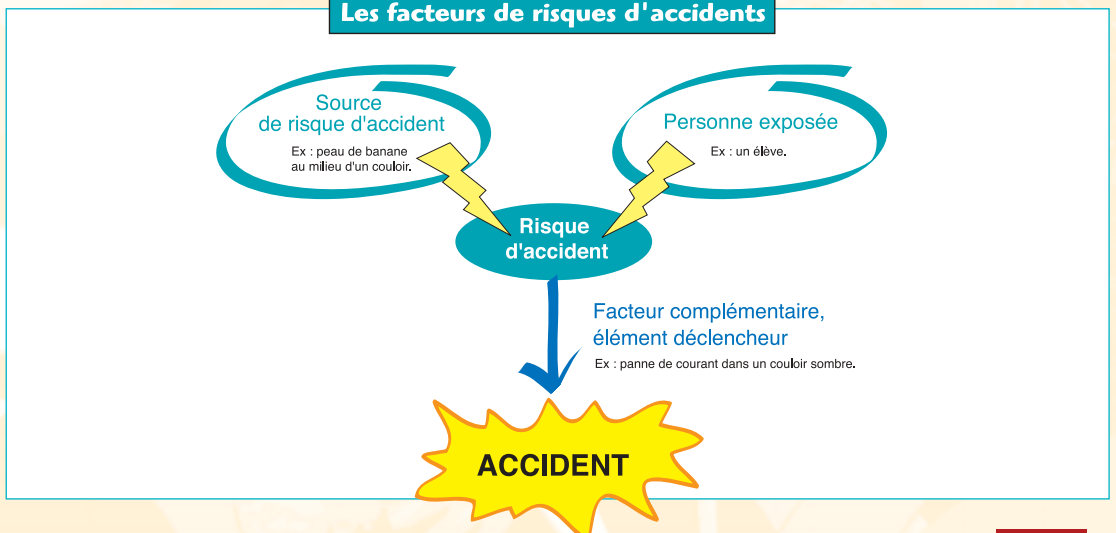 Les facteurs de risques d'accidents
Source
de risque d'accident
Ex : peau de banane
au milieu d'un couloir.
Personne exposée
Ex : un élève.
Risque
d'accident
Facteur complémentaire,
élément déclencheur
Ex : panne de courant dans un couloir sombre.
ACCIDENT